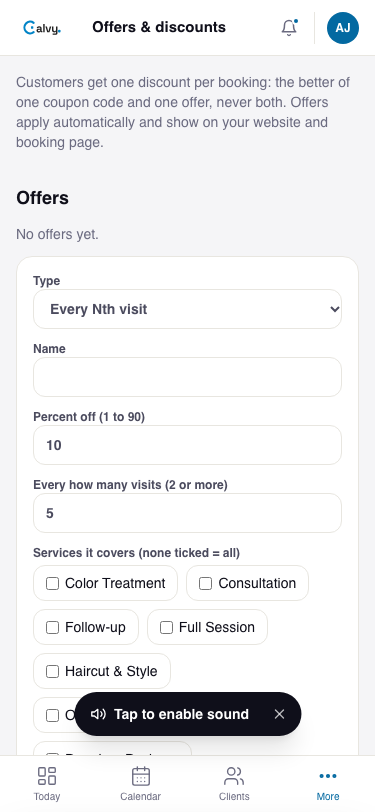 Calvy.
Offers & discounts
AJ
Customers get one discount per booking: the better of
one coupon code and one offer, never both. Offers
apply automatically and show on your website and
booking page.
Offers
No offers yet.
Type
Every Nth visit
Name
Percent off (1 to 90)
10
Every how many visits (2 or more)
5
Services it covers (none ticked = all)
Color Treatment
Consultation
Follow-up
Full Session
Haircut & Style
Tap to enable sound
Today
Calendar
Clients
More